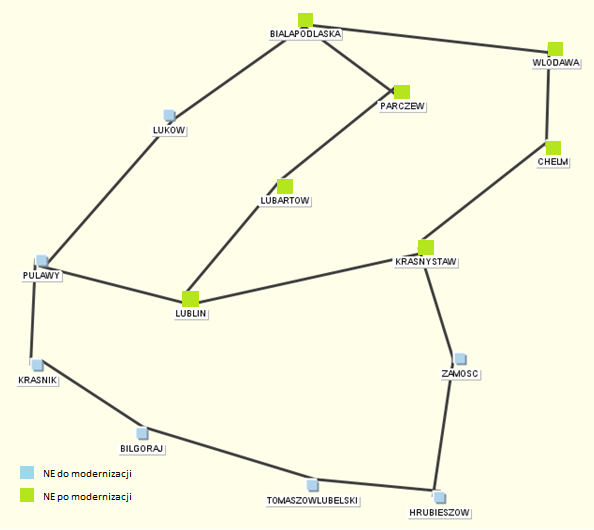 BIALAPODLASKA
WLODAWA
PARCZEW
LUKOW
CHELM
LUBARTOW
KRASNYSTAW
PULAWY
LUBLIN
ZAMOSC
KRASNIK
BILGORAJ
TOMASZOWLUBELSKI
HRUBIESZOW
NE do modernizacji
NE po modernizacji